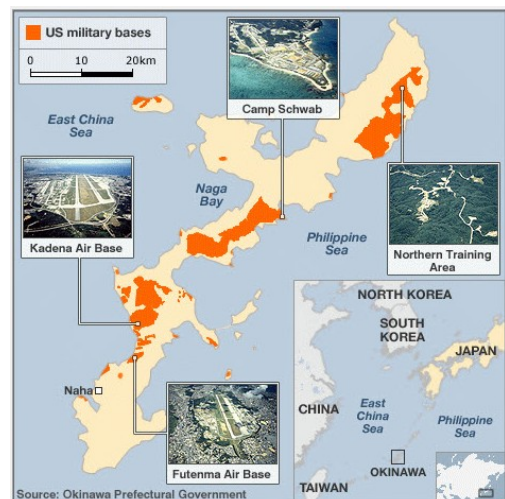 US military bases
0 10 20km
Camp Schwab
East China
Sea
Naga
Bay
Kadena Air Base
Philippine
Sea
Northern Training
Area
Naha
Futenma Air Base
NORTH KOREA
SOUTH
KOREA
JAPAN
CHINA
East
China
Sea
Philippine
Sea
OKINAWA
TAIWAN
Source: Okinawa Prefectural Government